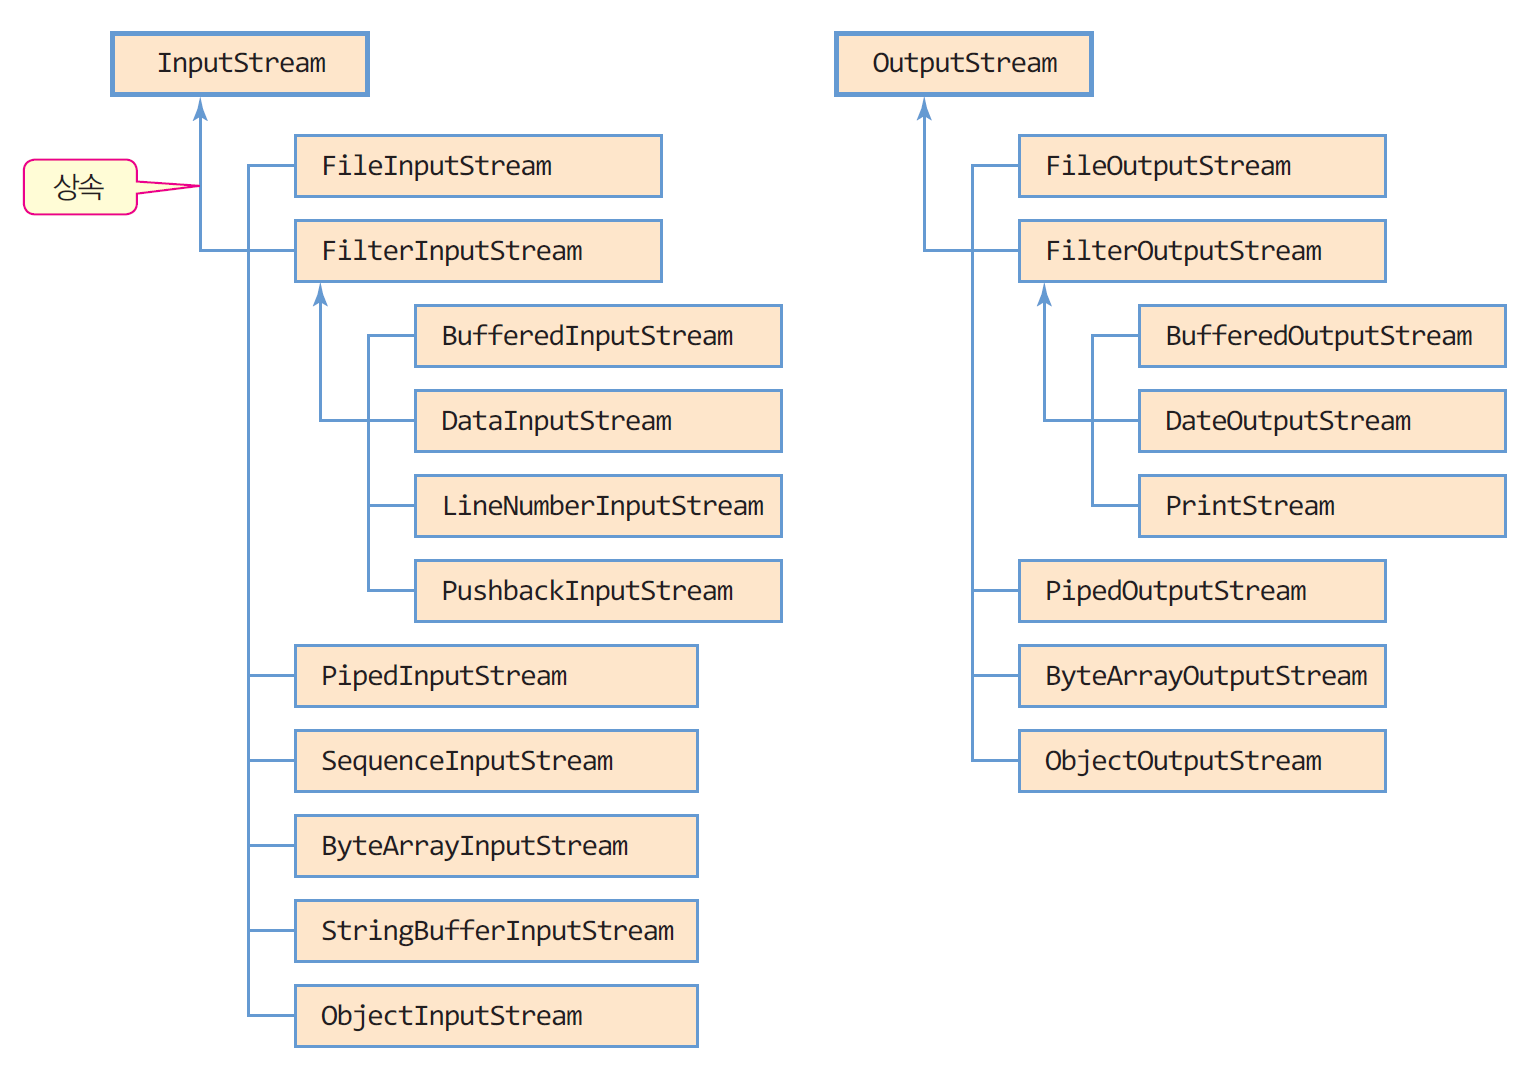 InputStream
상속
FileInputStream
FilterInputStream
BufferedInputStream
DataInputStream
LineNumberInputStream
PushbackInputStream
PipedInputStream
SequenceInputStream
ByteArrayInputStream
StringBufferInputStream
ObjectInputStream
OutputStream
FileOutputStream
FilterOutputStream
BufferedOutputStream
DateOutputStream
PrintStream
PipedOutputStream
ByteArrayOutputStream
ObjectOutputStream